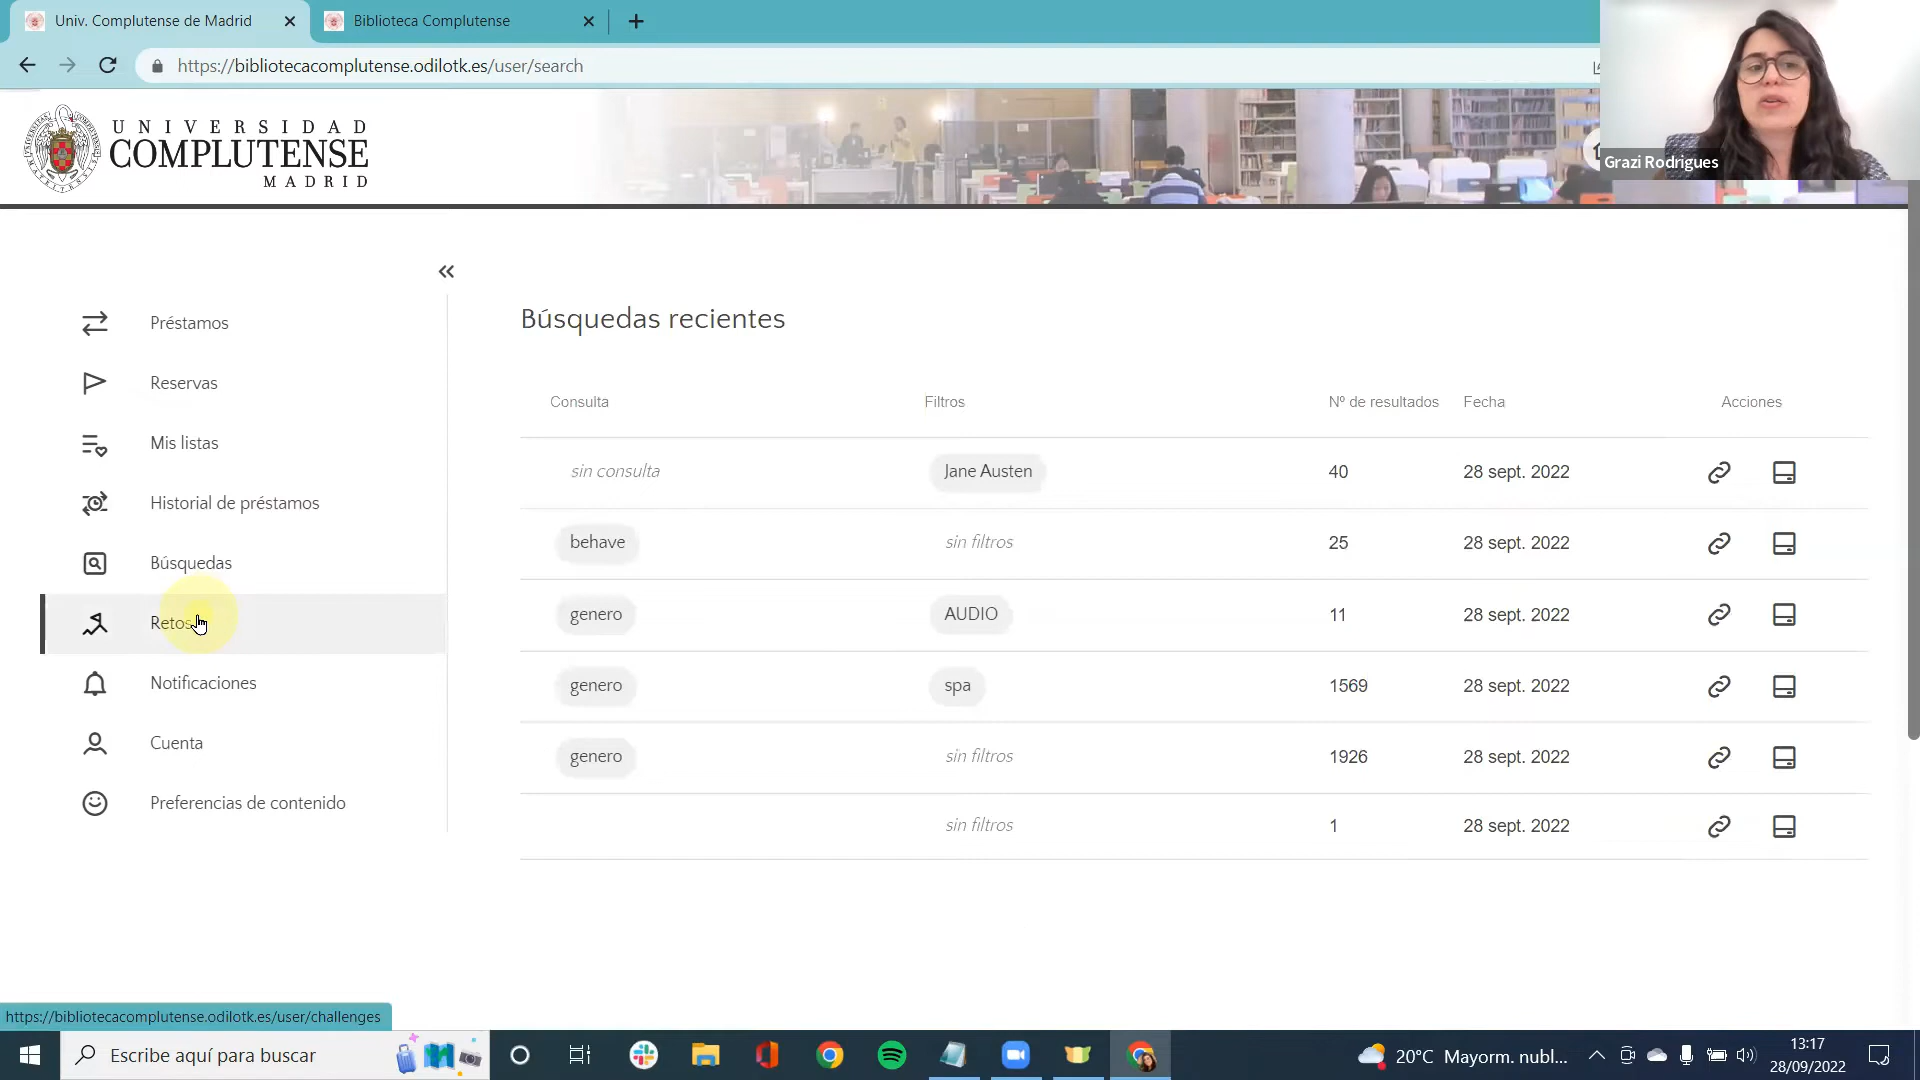 Univ. Complutense de Madrid
Biblioteca Complutense
https://bibliotecacomplutense.odilotk.es/user/search
UNIVERSIDAD
COMPLUTENSE
MADRID
Grazi Rodrigues
Préstamos
Reservas
Mis listas
Historial de préstamos
Búsquedas
Retos
Notificaciones
Cuenta
Preferencias de contenido
Búsquedas recientes
Consulta Filtros Nº de resultados Fecha Acciones
sin consulta Jane Austen 40 28 sept. 2022
behave sin filtros 25 28 sept. 2022
genero AUDIO 11 28 sept. 2022
genero spa 1569 28 sept. 2022
genero sin filtros 1926 28 sept. 2022
sin filtros 1 28 sept. 2022
https://bibliotecacomplutense.odilotk.es/user/challenges
Escribe aquí para buscar
20°C Mayorm. nubl...
13:17
28/09/2022